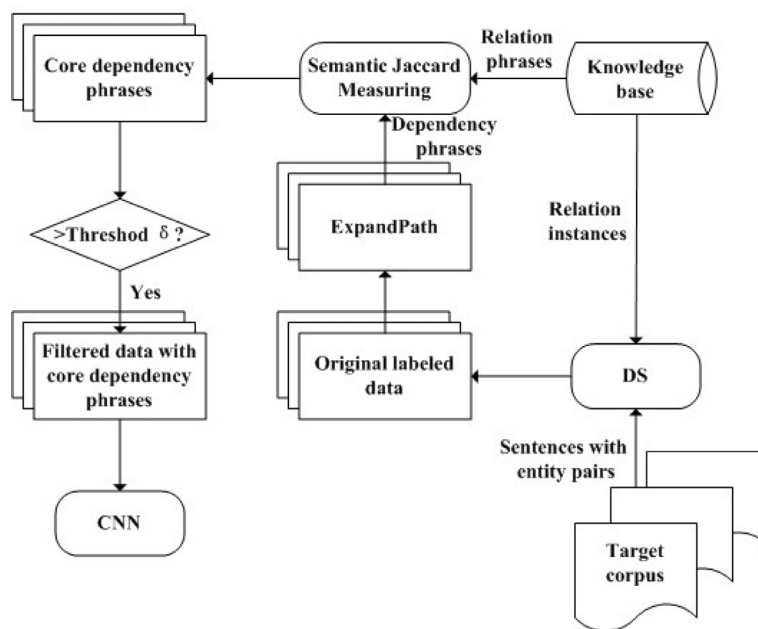 Core dependency
phrases
Semantic Jaccard
Measuring
Relation
phrases
Knowledge
base
Dependency
phrases
ExpandPath
Relation
instances
>Threshod δ ?
Yes
Filtered data with
core dependency
phrases
Original labeled
data
DS
Sentences with
entity pairs
CNN
Target
corpus